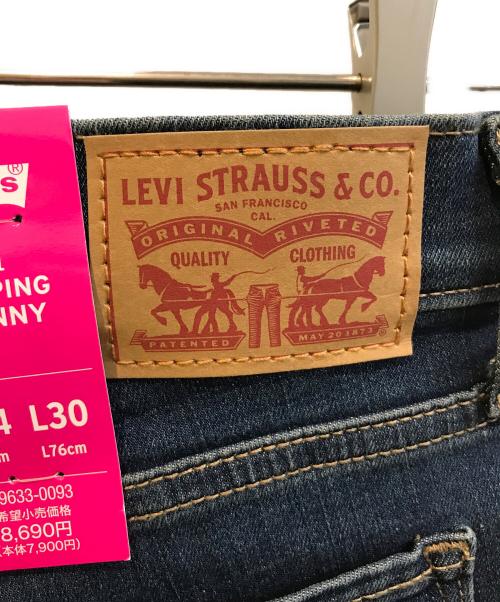 LEVI STRAUSS & CO.
SAN FRANCISCO
CAL.
ORIGINAL RIVETED
QUALITY CLOTHING
PATENTED MAY 20 1873
®
S
PING
NNY
4 L30
m L76cm
9633-0093
希望小売価格
8,690円
本体7,900円)